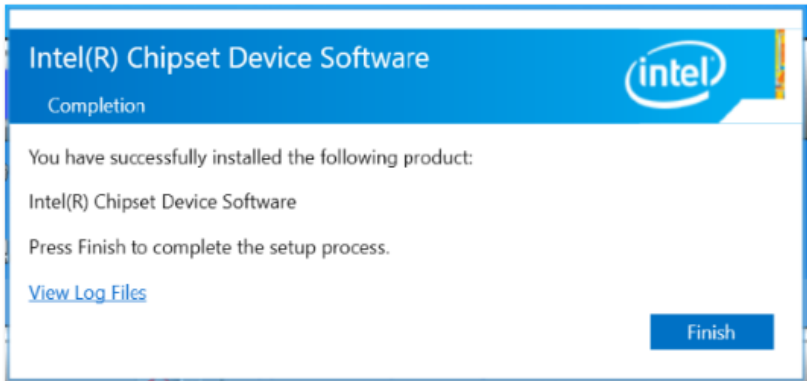 Intel(R) Chipset Device Software
intel
Completion
You have successfully installed the following product:
Intel(R) Chipset Device Software
Press Finish to complete the setup process.
View Log Files
Finish